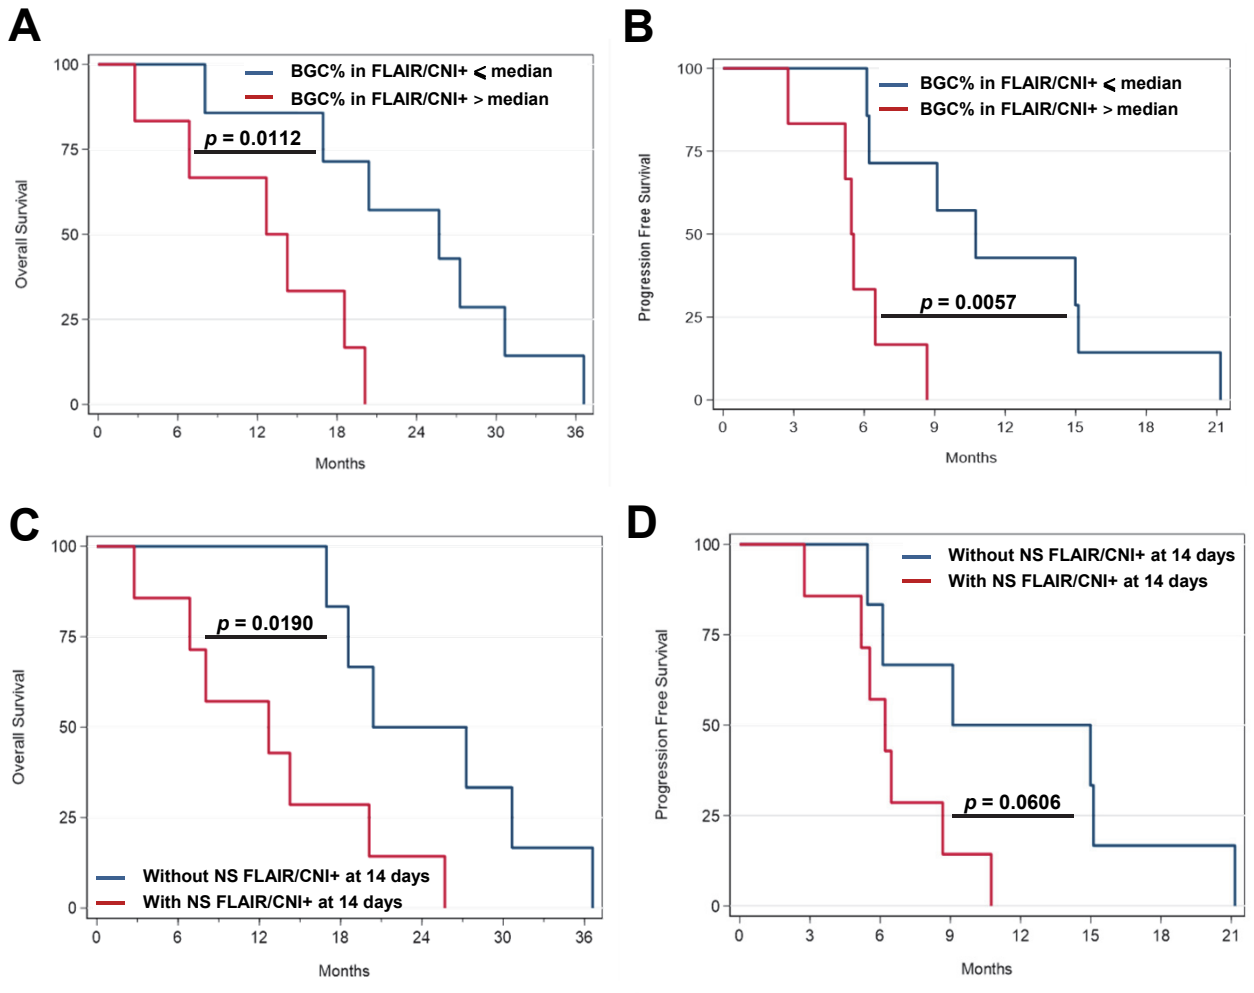 A
100
75
50
25
0
Overall Survival
BGC% in FLAIR/CNI+ ⩽ median
BGC% in FLAIR/CNI+ > median
p = 0.0112
0 6 12 18 24 30 36
Months
B
100
75
50
25
0
Progression Free Survival
BGC% in FLAIR/CNI+ ⩽ median
BGC% in FLAIR/CNI+ > median
p = 0.0057
0 3 6 9 12 15 18 21
Months
C
100
75
50
25
0
Overall Survival
p = 0.0190
Without NS FLAIR/CNI+ at 14 days
With NS FLAIR/CNI+ at 14 days
0 6 12 18 24 30 36
Months
D
100
75
50
25
0
Progression Free Survival
Without NS FLAIR/CNI+ at 14 days
With NS FLAIR/CNI+ at 14 days
p = 0.0606
0 3 6 9 12 15 18 21
Months